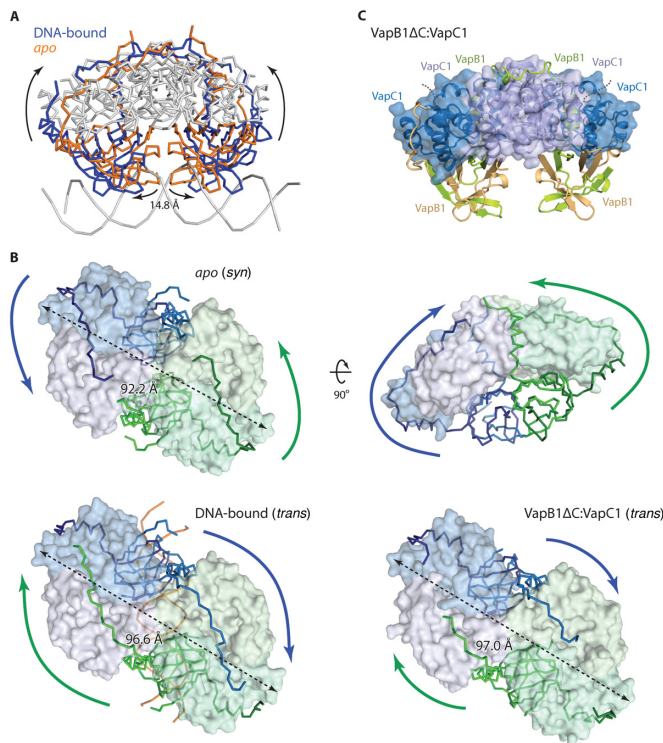 A
DNA-bound
apo
14.8 Å
C
VapB1ΔC:VapC1
VapC1 VapB1 VapB1 VapC1
VapC1 VapC1
VapB1 VapB1
B
apo (syn)
92.2 Å
90°
DNA-bound (trans)
96.6 Å
VapB1ΔC:VapC1 (trans)
97.0 Å